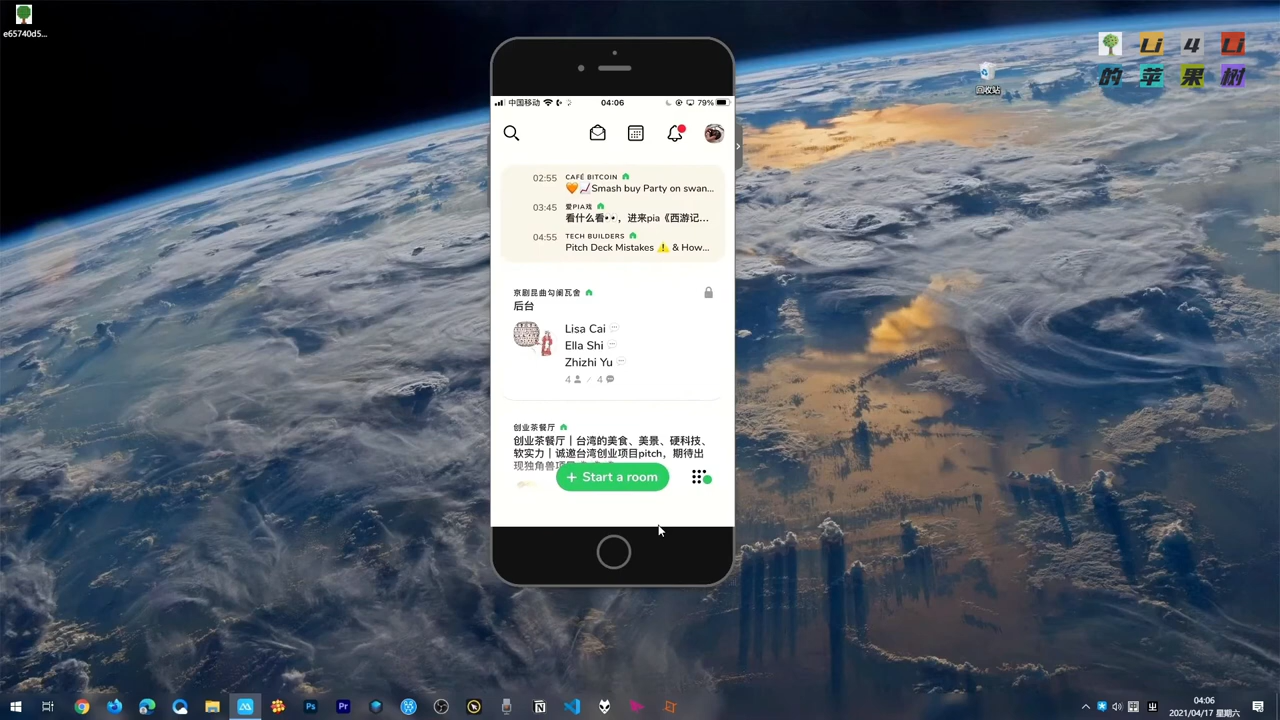 e65740d5...
Li 4 Li
的 苹 果 树
回收站
中国移动 04:06 79%
02:55 CAFÉ BITCOIN
🧡📈Smash buy Party on swan...
03:45 爱PIA戏
看什么看👀，进来pia《西游记...
04:55 TECH BUILDERS
Pitch Deck Mistakes ⚠️ & How...
京剧昆曲勾阑瓦舍
后台
Lisa Cai
Ella Shi
Zhizhi Yu
4 / 4
创业茶餐厅
创业茶餐厅｜台湾的美食、美景、硬科技、
软实力｜诚邀台湾创业项目pitch，期待出
现独角兽
+ Start a room
Ps Pr
04:06
2021/04/17 星期六